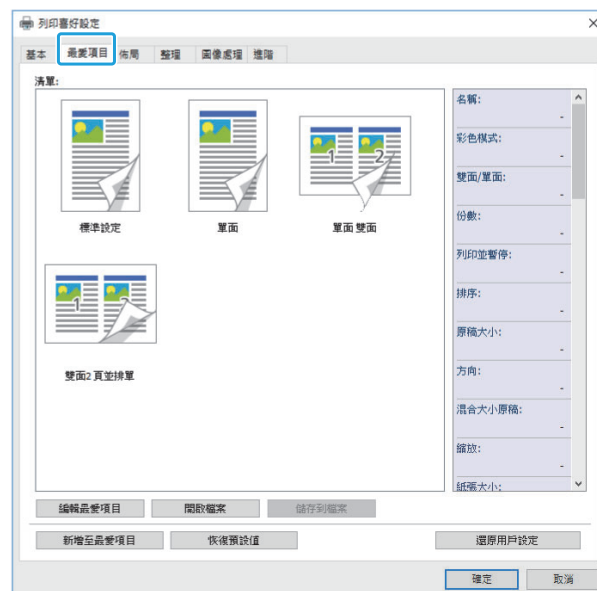 列印喜好設定
基本 最愛項目 佈局 整理 圖像處理 進階
清單:
1 2
標準設定 單面 單面 雙面
1 2
雙面2 頁並排單
名稱:
-
彩色模式:
-
雙面/單面:
-
份數:
-
列印並暫停:
-
排序:
-
原稿大小:
-
方向:
-
混合大小原稿:
-
縮放:
-
紙張大小:
編輯最愛項目 開啟檔案 儲存到檔案
新增至最愛項目 恢復預設值 還原用戶設定
確定 取消